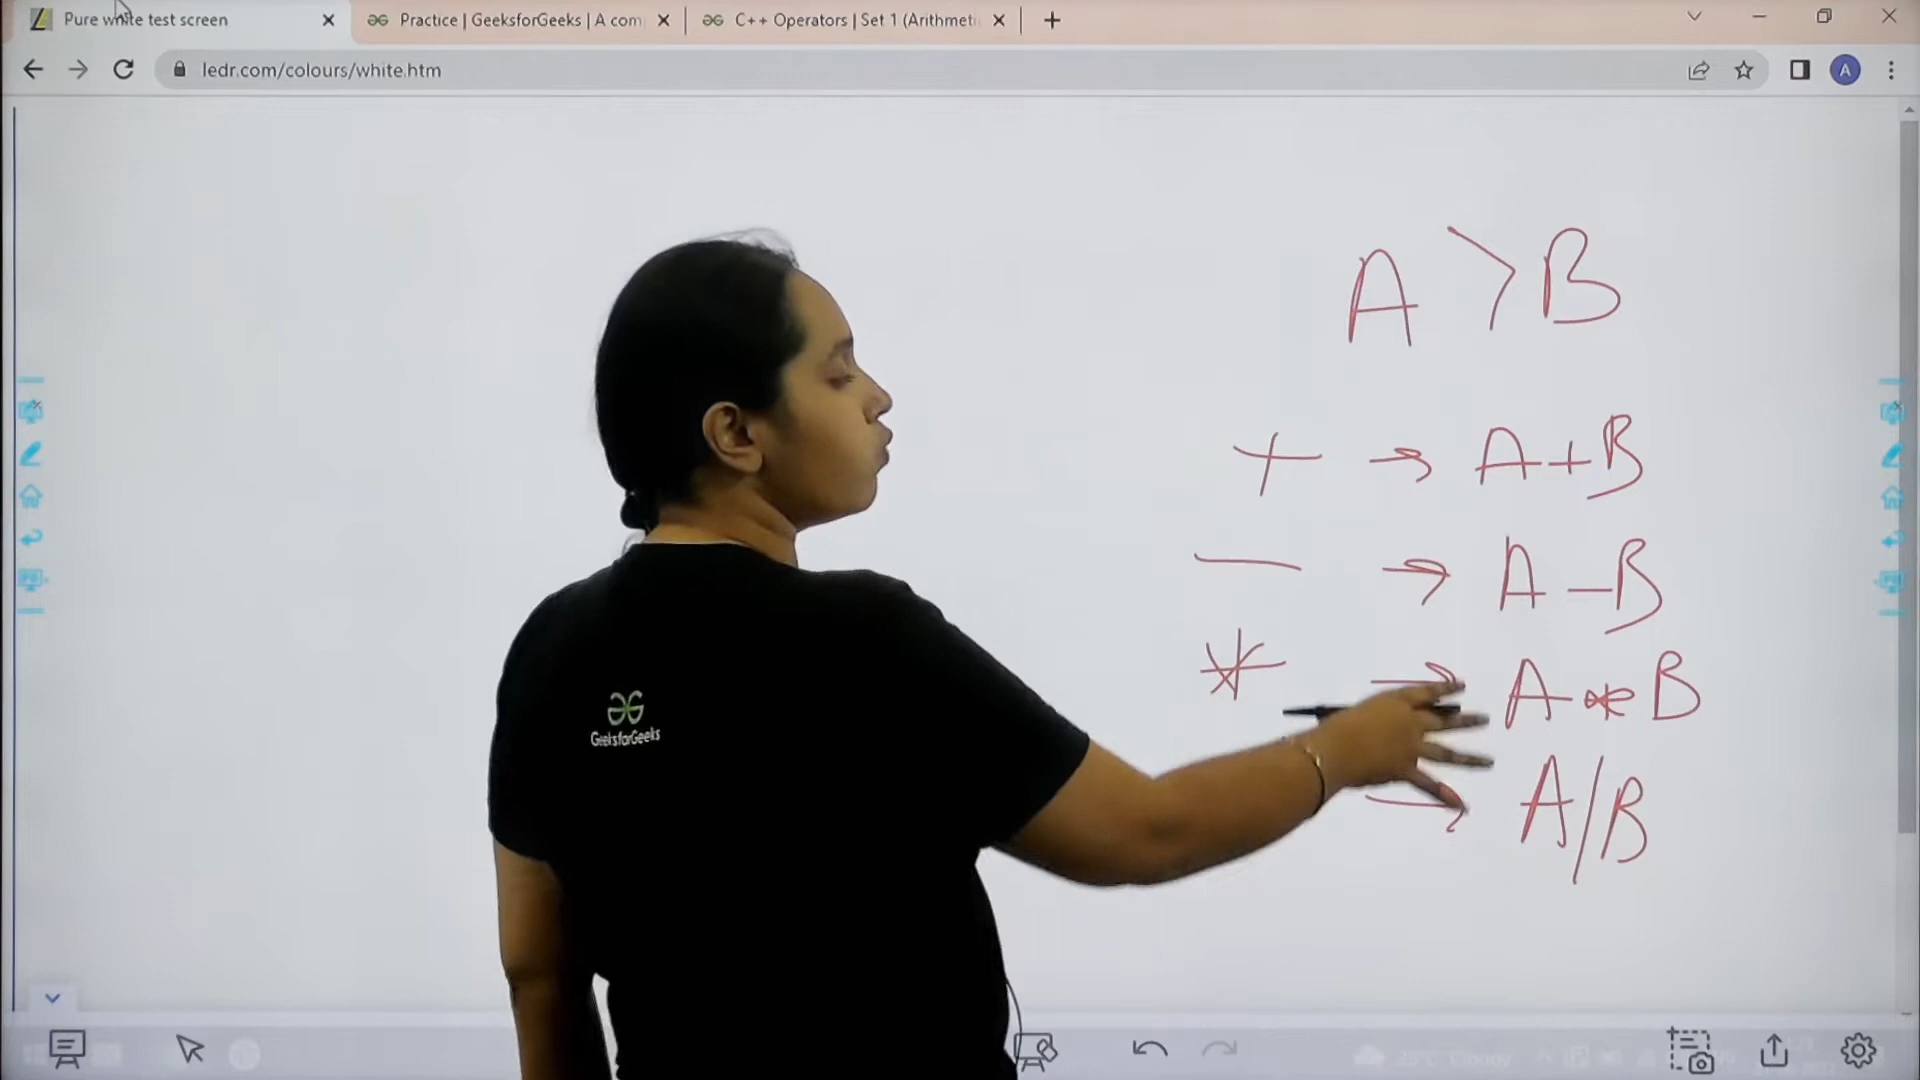 Pure white test screen
Practice | GeeksforGeeks | A com
C++ Operators | Set 1 (Arithmeti
ledr.com/colours/white.htm
A
A > B
+ → A+B
— → A-B
* → A*B
→ A/B
GeeksforGeeks